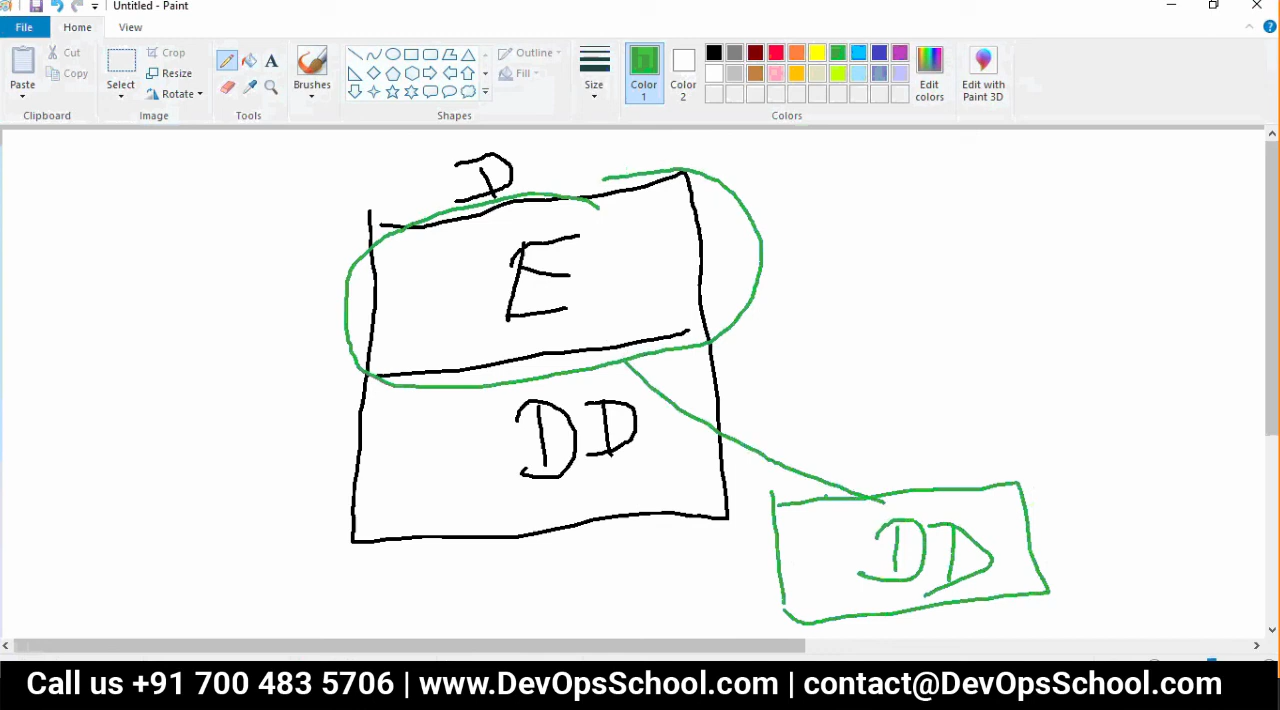 Untitled - Paint
File Home View
Paste
Cut
Copy
Clipboard
Select
Crop
Resize
Rotate
Image
A
Tools
Brushes
Shapes
Outline
Fill
Size
Color 1
Color 2
Colors
Edit colors
Edit with Paint 3D
D
E
DD
DD
Call us +91 700 483 5706 | www.DevOpsSchool.com | contact@DevOpsSchool.com